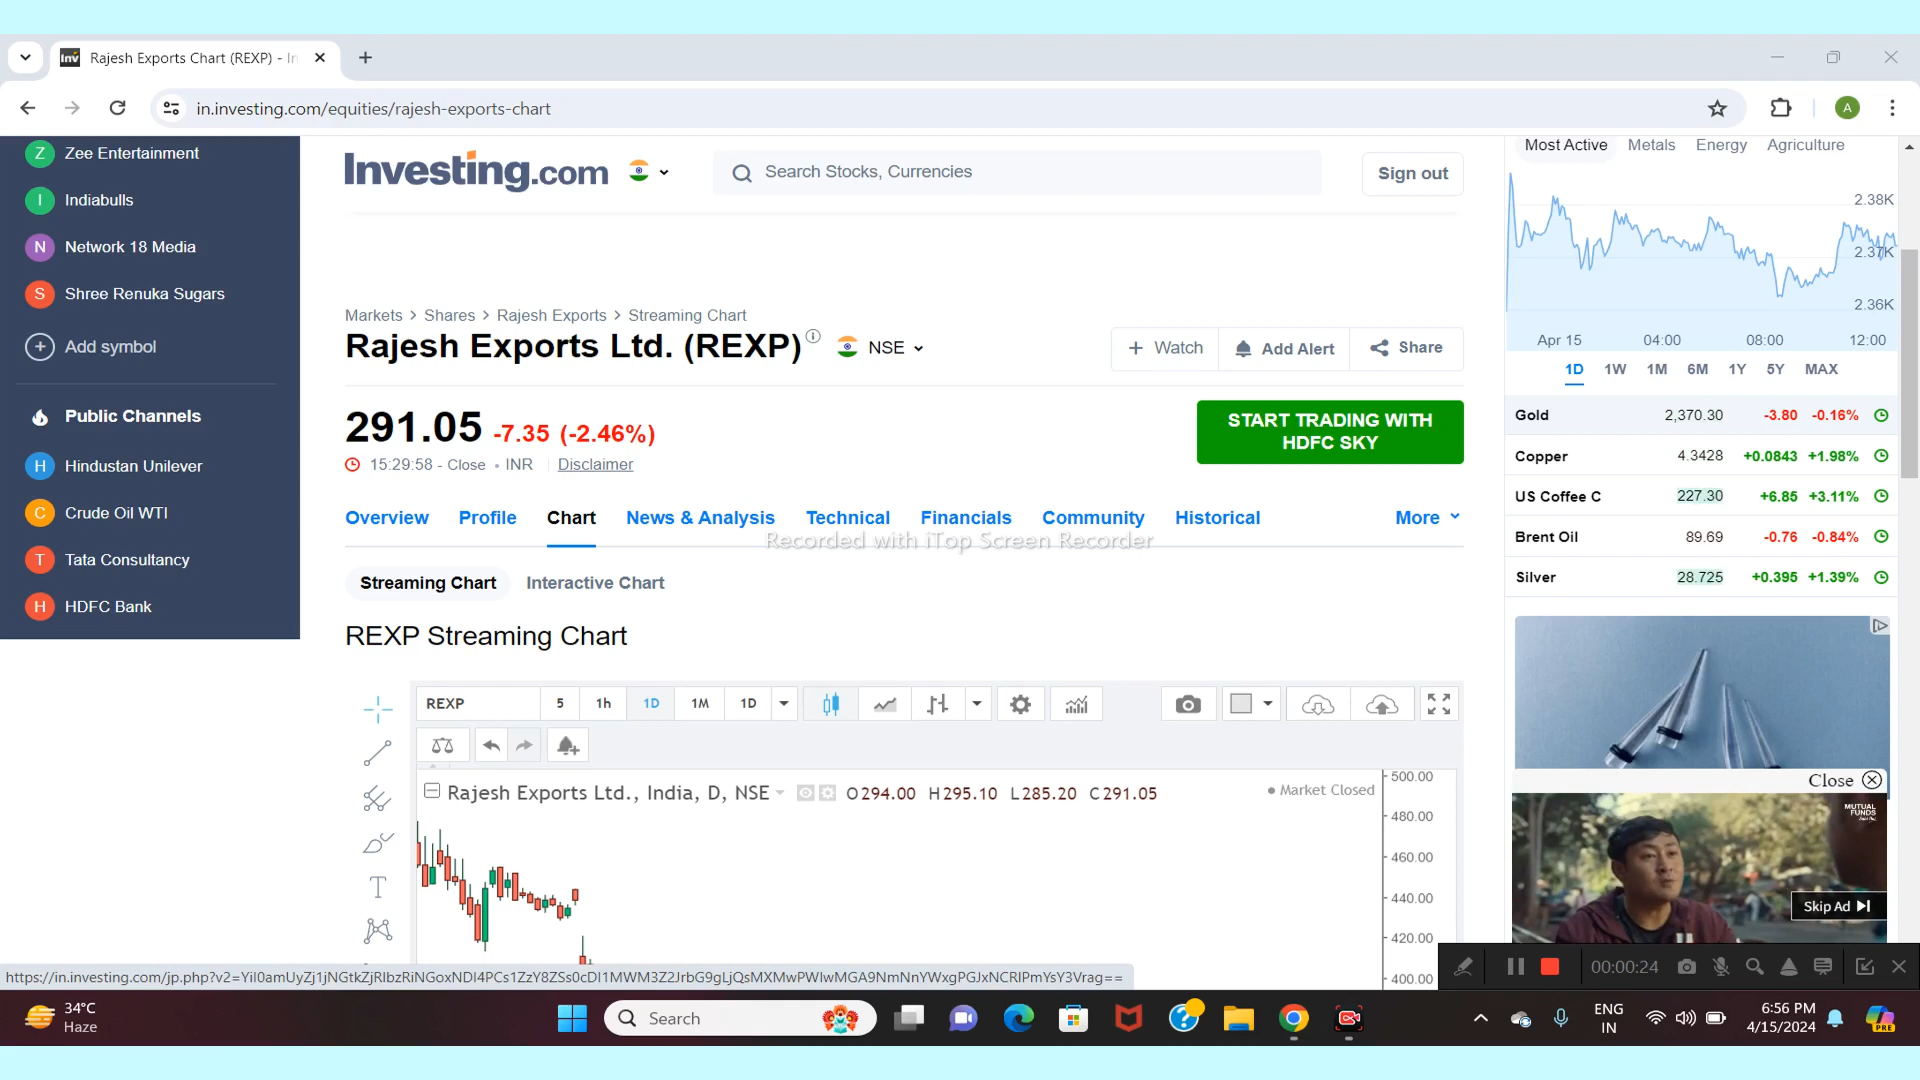 Inv Rajesh Exports Chart (REXP) - In
in.investing.com/equities/rajesh-exports-chart
A
Z Zee Entertainment
I Indiabulls
N Network 18 Media
S Shree Renuka Sugars
+ Add symbol
Public Channels
H Hindustan Unilever
C Crude Oil WTI
T Tata Consultancy
H HDFC Bank
Investing.com
Search Stocks, Currencies
Sign out
Markets > Shares > Rajesh Exports > Streaming Chart
Rajesh Exports Ltd. (REXP)
NSE
+ Watch
Add Alert
Share
291.05 -7.35 (-2.46%)
15:29:58 - Close • INR
Disclaimer
START TRADING WITH
HDFC SKY
Overview Profile Chart News & Analysis Technical Financials Community Historical More
Recorded with iTop Screen Recorder
Streaming Chart Interactive Chart
REXP Streaming Chart
REXP 5 1h 1D 1M 1D
Rajesh Exports Ltd., India, D, NSE O294.00 H295.10 L285.20 C291.05
Market Closed
500.00
480.00
460.00
440.00
420.00
400.00
Most Active Metals Energy Agriculture
2.38K
2.37K
2.36K
Apr 15 04:00 08:00 12:00
1D 1W 1M 6M 1Y 5Y MAX
Gold 2,370.30 -3.80 -0.16%
Copper 4.3428 +0.0843 +1.98%
US Coffee C 227.30 +6.85 +3.11%
Brent Oil 89.69 -0.76 -0.84%
Silver 28.725 +0.395 +1.39%
Close
MUTUAL
FUNDS
Skip Ad
00:00:24
34°C
Haze
Search
ENG
IN
6:56 PM
4/15/2024
PRE